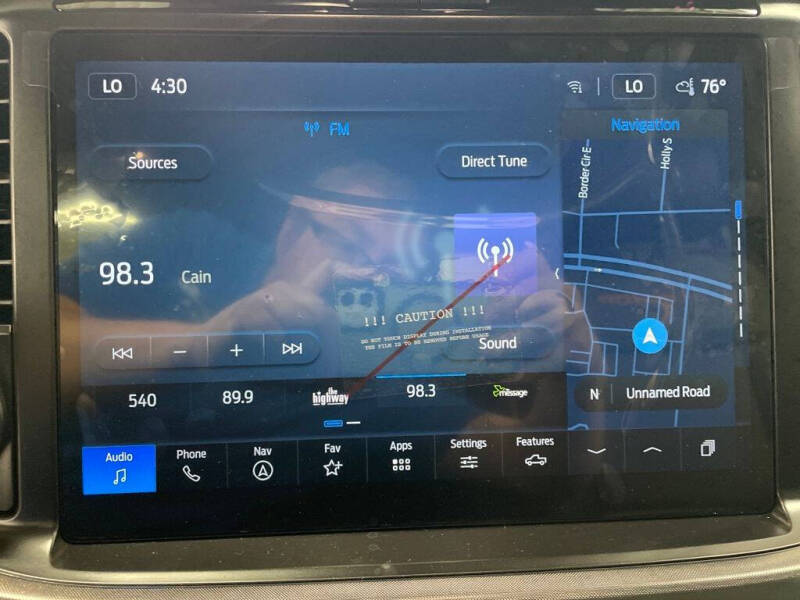 LO 4:30 LO 76°
FM
Navigation
Sources
Direct Tune
Border Cir E
Holly S
98.3 Cain
!!! CAUTION !!!
DO NOT TOUCH DISPLAY DURING INSTALLATION
THE FILM IS TO BE REMOVED BEFORE USAGE
Sound
540
89.9
the
highway
98.3
message
N Unnamed Road
Audio
Phone
Nav
Fav
Apps
Settings
Features